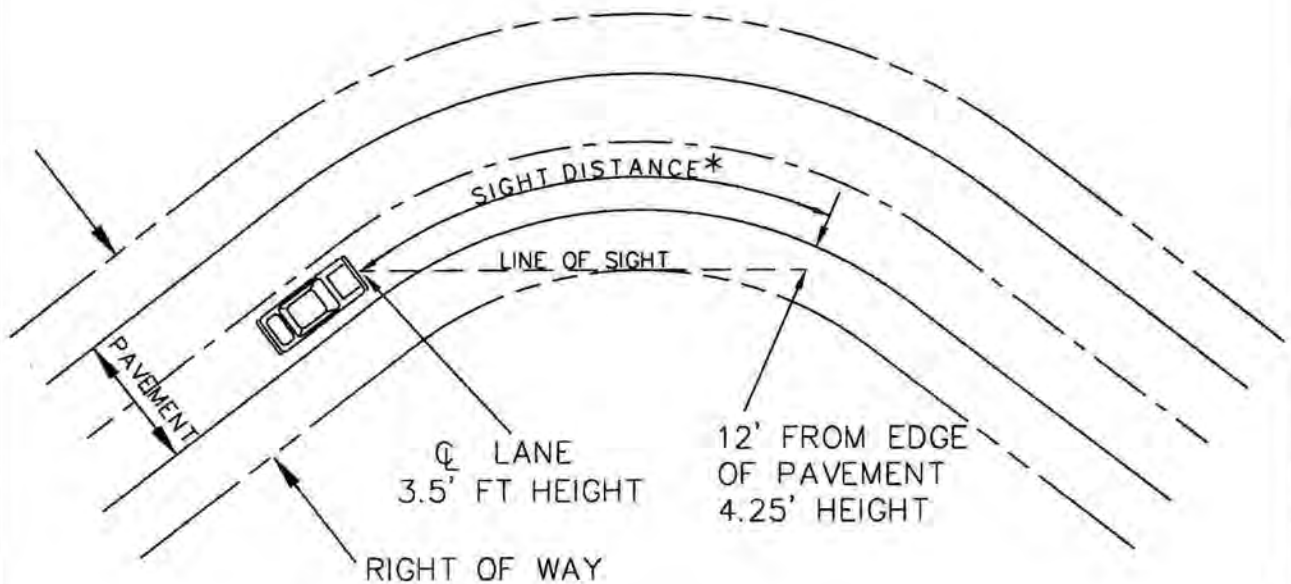 SIGHT DISTANCE*
LINE OF SIGHT
PAVEMENT
℄ LANE
3.5' FT HEIGHT
12' FROM EDGE
OF PAVEMENT
4.25' HEIGHT
RIGHT OF WAY